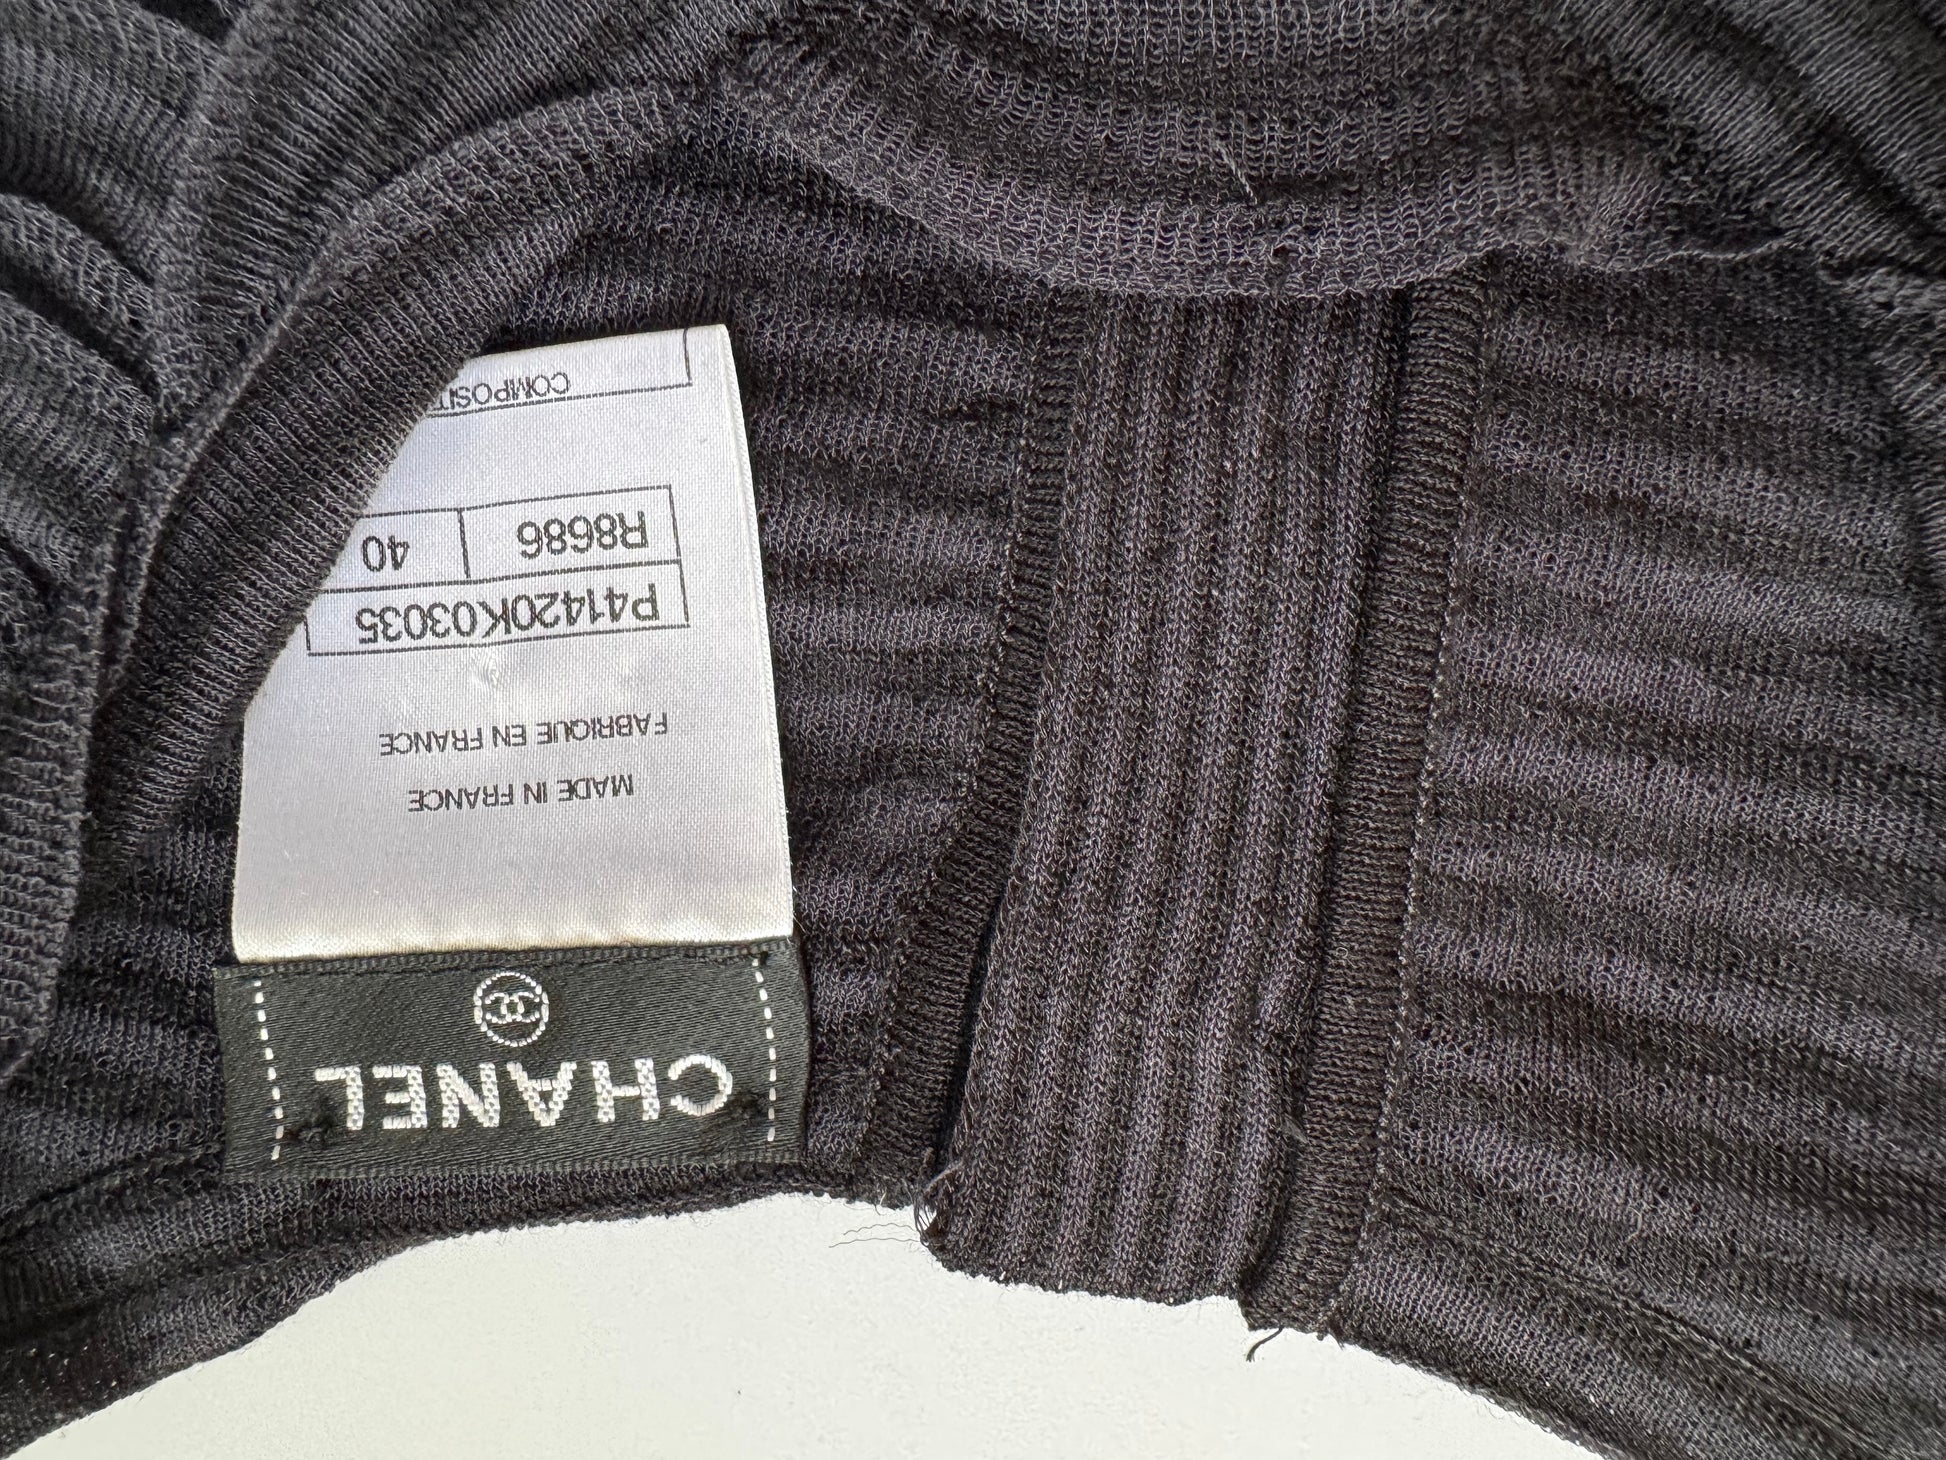 CHANEL
MADE IN FRANCE
FABRIQUE EN FRANCE
P41420K03035
R8686 40
COMPOSIT